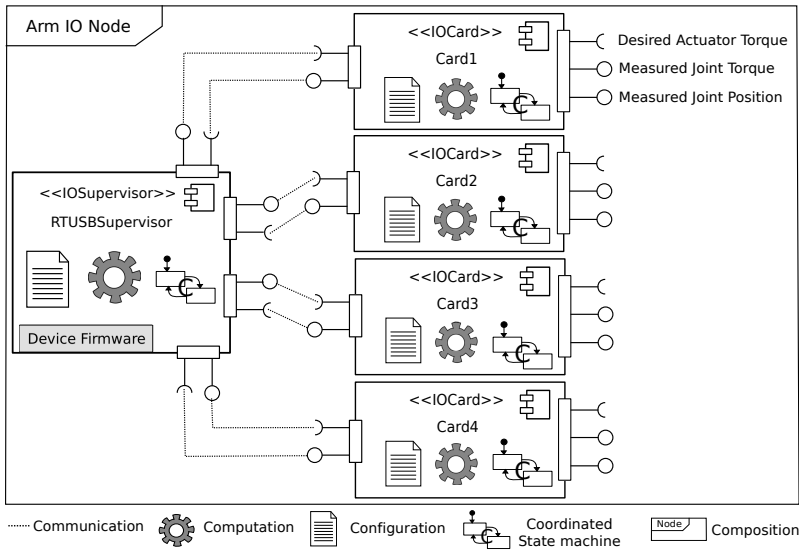 Arm IO Node
<<IOCard>>
Card1
Desired Actuator Torque
Measured Joint Torque
Measured Joint Position
C
<<IOCard>>
Card2
C
<<IOSupervisor>>
RTUSBSupervisor
C
Device Firmware
<<IOCard>>
Card3
C
<<IOCard>>
Card4
C
Communication
Computation
Configuration
C
Coordinated
State machine
Node
Composition